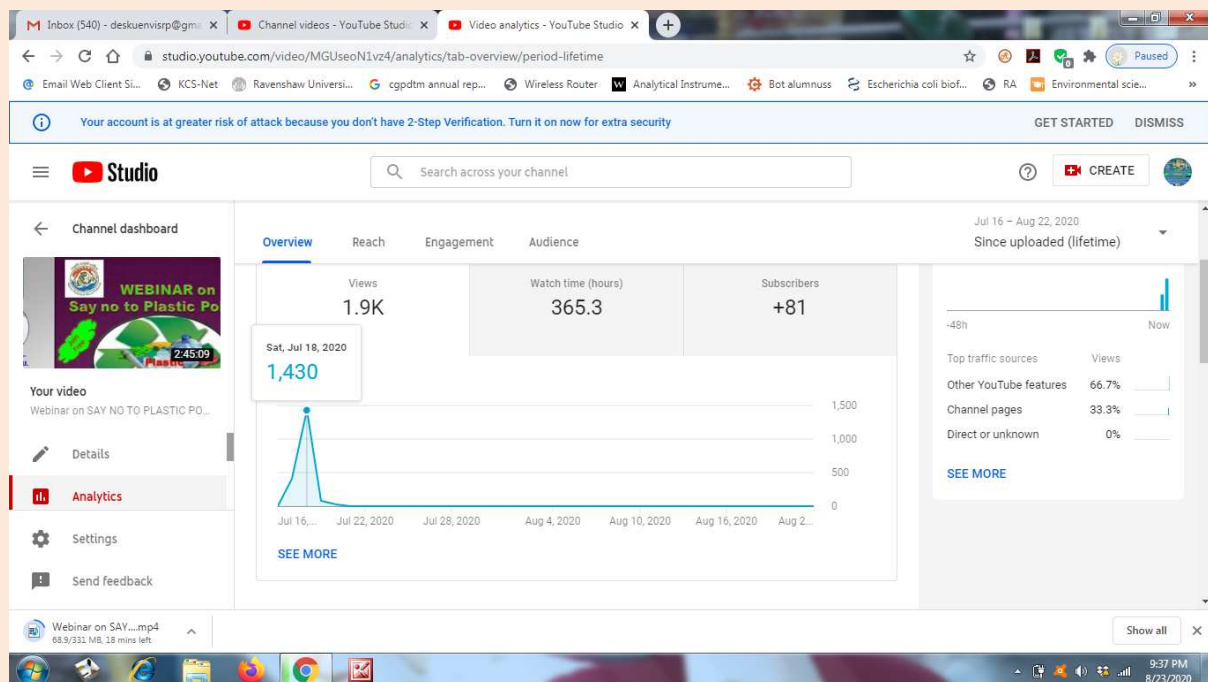 Inbox (540) - deskuenvisrp@gma
Channel videos - YouTube Studi
Video analytics - YouTube Studio
studio.youtube.com/video/MGUseoN1vz4/analytics/tab-overview/period-lifetime
Paused
Email Web Client Si...
KCS-Net
Ravenshaw Universi...
cgpdtm annual rep...
Wireless Router
Analytical Instrume...
Bot alumnuss
Escherichia coli biof...
RA
Environmental scie...
Your account is at greater risk of attack because you don't have 2-Step Verification. Turn it on now for extra security
GET STARTED DISMISS
Studio
Search across your channel
CREATE
Channel dashboard
WEBINAR on
Say no to Plastic Po
2:45:09
Your video
Webinar on SAY NO TO PLASTIC PO...
Details
Analytics
Settings
Send feedback
Overview Reach Engagement Audience
Jul 16 – Aug 22, 2020
Since uploaded (lifetime)
Views
1.9K
Watch time (hours)
365.3
Subscribers
+81
Sat, Jul 18, 2020
1,430
1,500
1,000
500
0
Jul 16,... Jul 22, 2020 Jul 28, 2020 Aug 4, 2020 Aug 10, 2020 Aug 16, 2020 Aug 2...
SEE MORE
-48h Now
Top traffic sources Views
Other YouTube features 66.7%
Channel pages 33.3%
Direct or unknown 0%
SEE MORE
Webinar on SAY....mp4
68.9/331 MB, 18 mins left
Show all
9:37 PM
8/23/2020